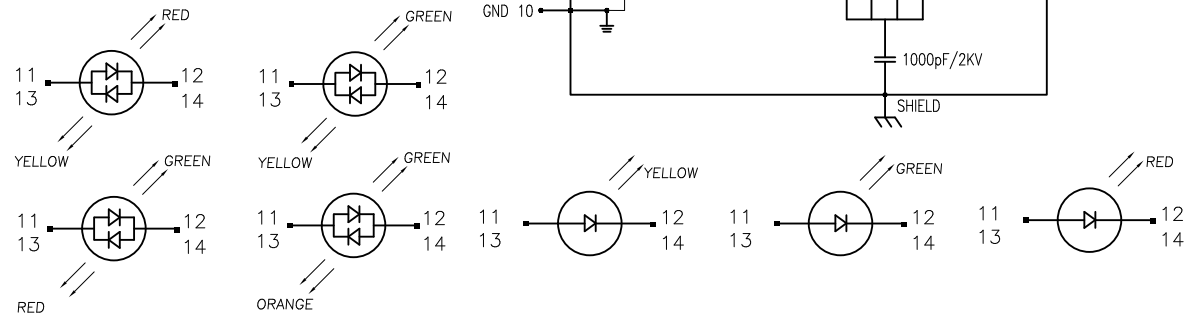 RED
GREEN
GND 10
11
12
11
12
1000pF/2KV
13
14
13
14
SHIELD
YELLOW
YELLOW
GREEN
GREEN
YELLOW
GREEN
RED
11
12
11
12
11
12
11
12
11
12
13
14
13
14
13
14
13
14
13
14
RED
ORANGE